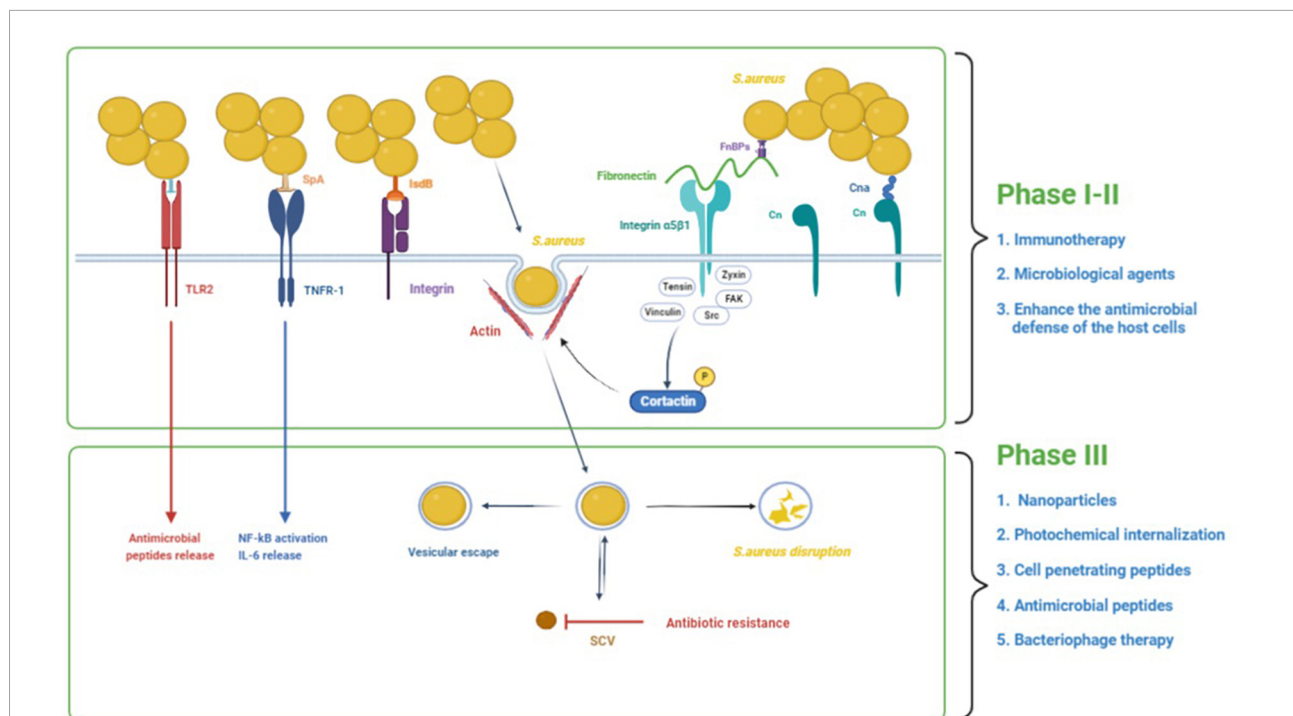 S.aureus
FnBPs
SpA
IsdB
Fibronectin
Cna
Cn
Cn
Integrin α5β1
S.aureus
TLR2
TNFR-1
Integrin
Zyxin
Tensin
FAK
Vinculin
Src
Actin
P
Cortactin
Phase I-II
1. Immunotherapy
2. Microbiological agents
3. Enhance the antimicrobial
defense of the host cells
Antimicrobial
peptides release
NF-kB activation
IL-6 release
Vesicular escape
S.aureus disruption
SCV
Antibiotic resistance
Phase III
1. Nanoparticles
2. Photochemical internalization
3. Cell penetrating peptides
4. Antimicrobial peptides
5. Bacteriophage therapy